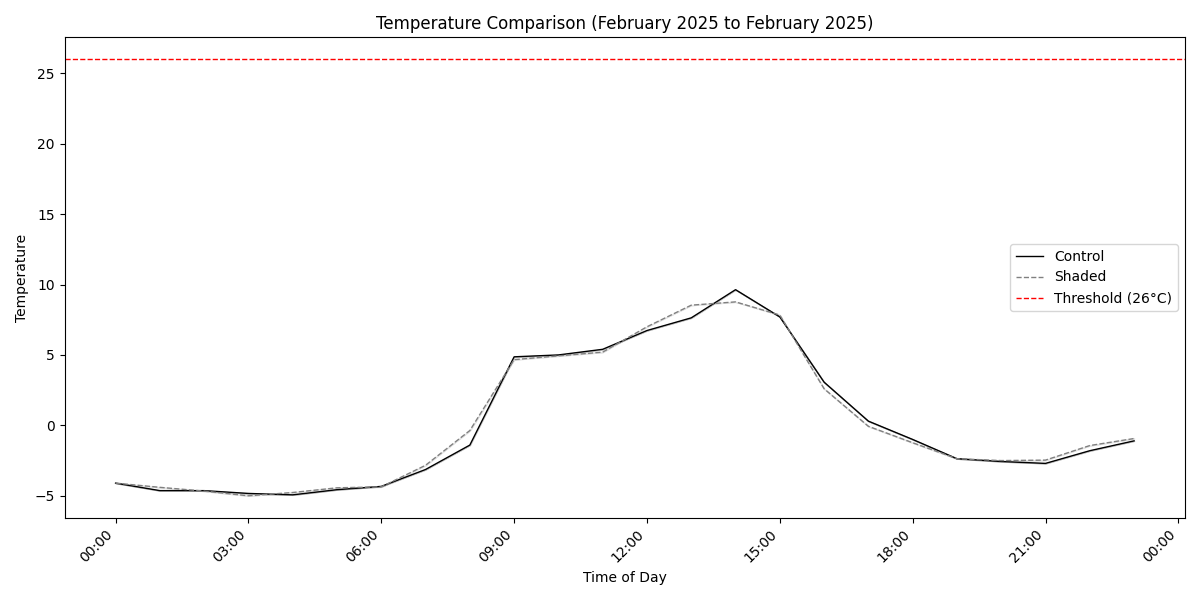 Temperature Comparison (February 2025 to February 2025)
Temperature
25
20
15
10
5
0
−5
Control
Shaded
Threshold (26°C)
00:00
03:00
06:00
09:00
12:00
15:00
18:00
21:00
00:00
Time of Day